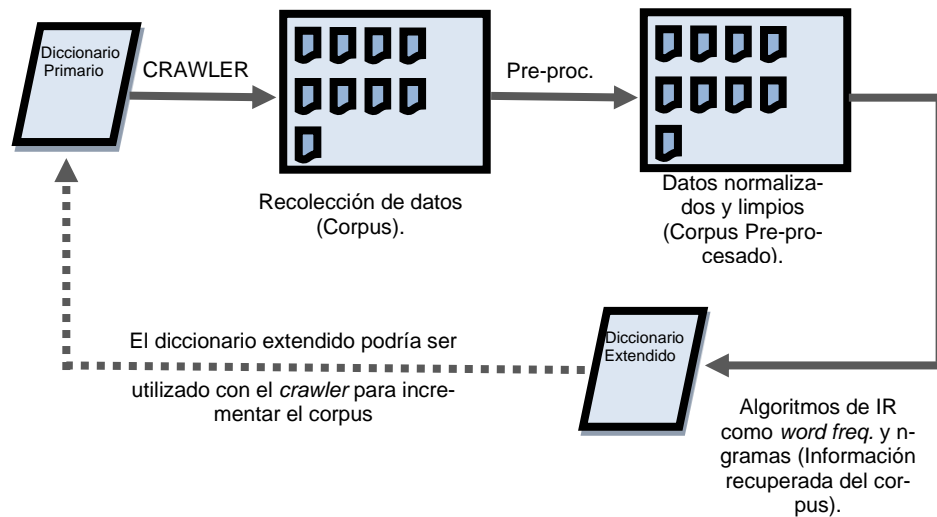 Diccionario
Primario
CRAWLER
Pre-proc.
Recolección de datos
(Corpus).
Datos normaliza-
dos y limpios
(Corpus Pre-pro-
cesado).
El diccionario extendido podría ser
utilizado con el crawler para incre-
mentar el corpus
Diccionario
Extendido
Algoritmos de IR
como word freq. y n-
gramas (Información
recuperada del cor-
pus).